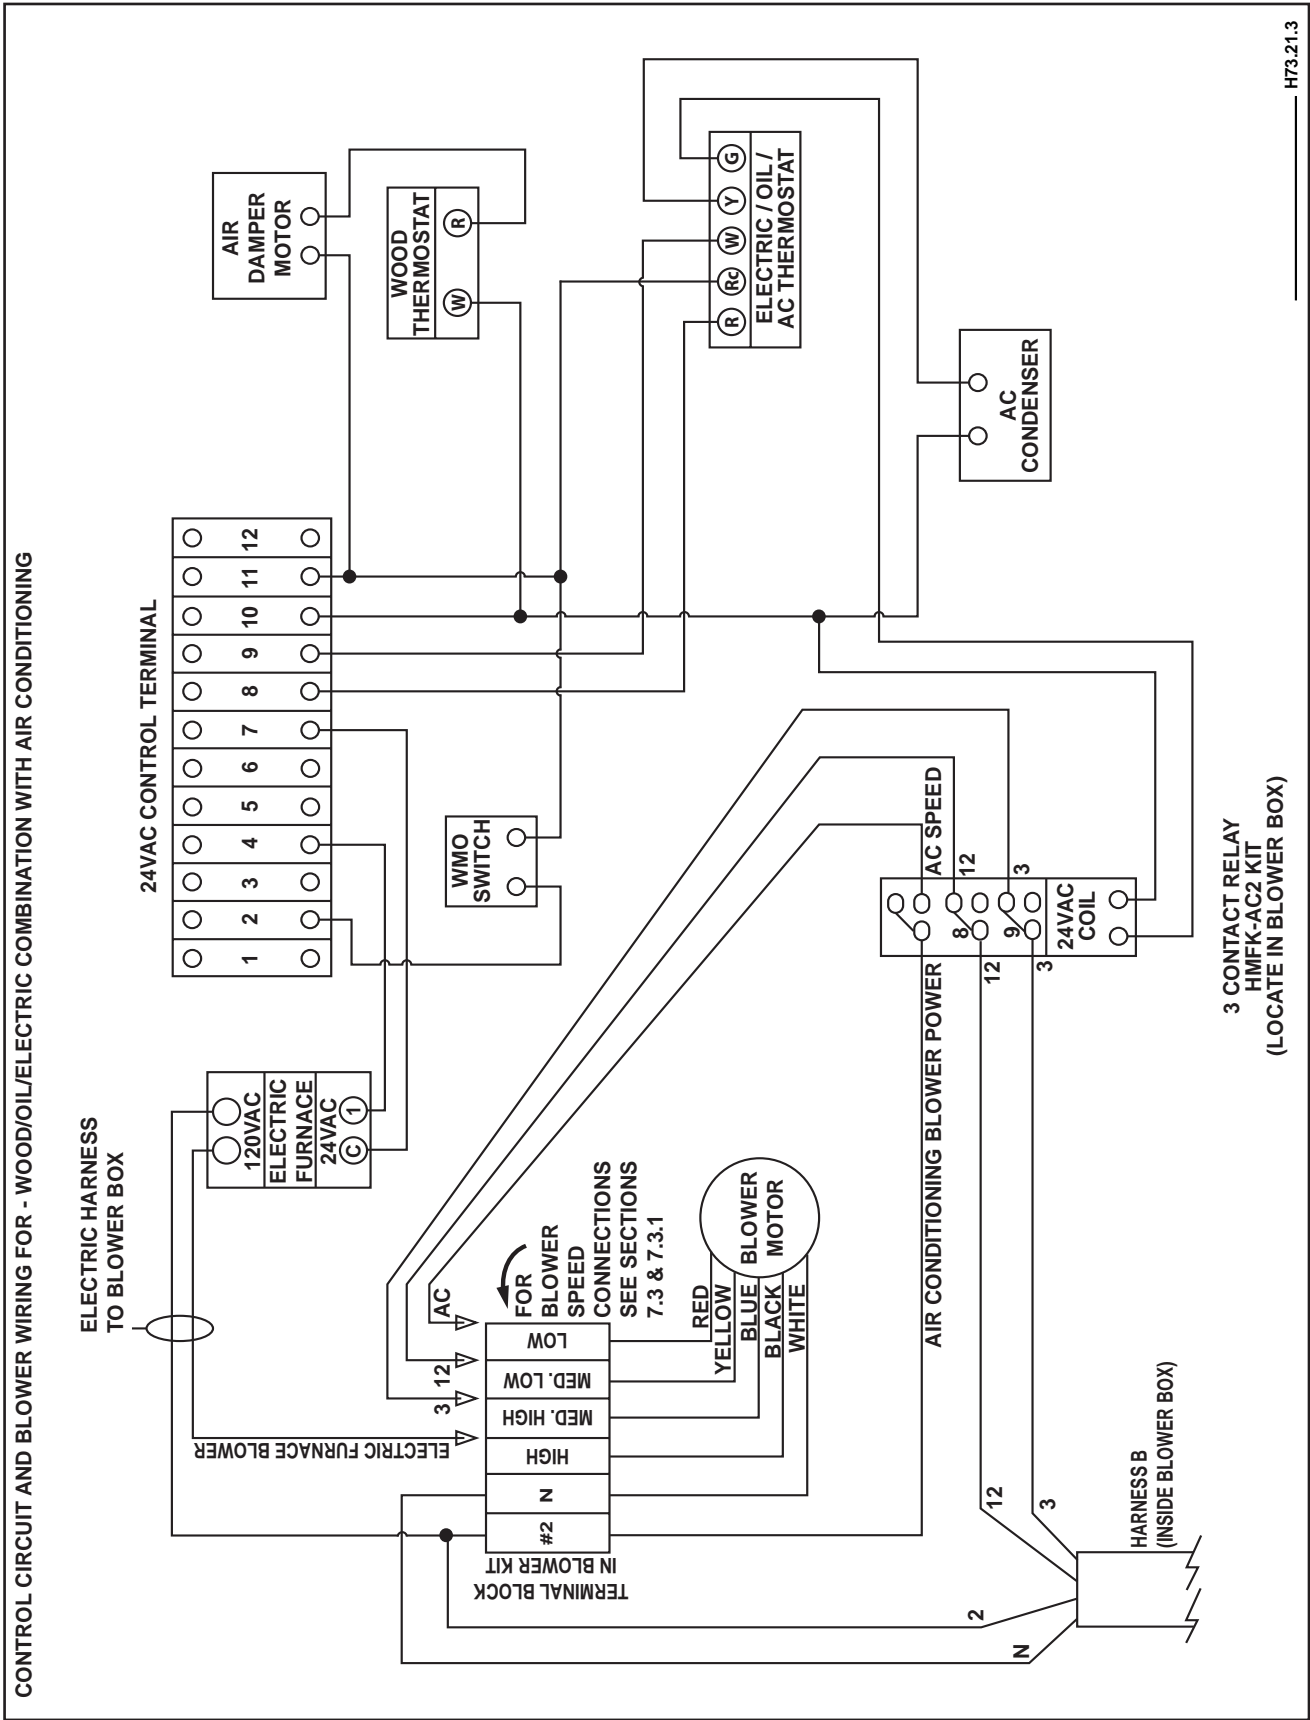 CONTROL CIRCUIT AND BLOWER WIRING FOR - WOOD/OIL/ELECTRIC COMBINATION WITH AIR CONDITIONING
ELECTRIC HARNESS
TO BLOWER BOX
24VAC CONTROL TERMINAL
1
2
3
4
5
6
7
8
9
10
11
12
AIR
DAMPER
MOTOR
WOOD
THERMOSTAT
W
R
120VAC
ELECTRIC
FURNACE
24VAC
C
1
WMO
SWITCH
R
Rc
W
Y
G
ELECTRIC / OIL /
AC THERMOSTAT
AC
CONDENSER
ELECTRIC FURNACE BLOWER
3
12
AC
FOR
BLOWER
SPEED
CONNECTIONS
SEE SECTIONS
7.3 & 7.3.1
#2
N
HIGH
MED. HIGH
MED. LOW
LOW
TERMINAL BLOCK
IN BLOWER KIT
RED
YELLOW
BLUE
BLACK
WHITE
BLOWER
MOTOR
AIR CONDITIONING BLOWER POWER
AC SPEED
12
3
8
9
12
3
24VAC
COIL
3 CONTACT RELAY
HMFK-AC2 KIT
(LOCATE IN BLOWER BOX)
N
2
12
3
HARNESS B
(INSIDE BLOWER BOX)
H73.21.3